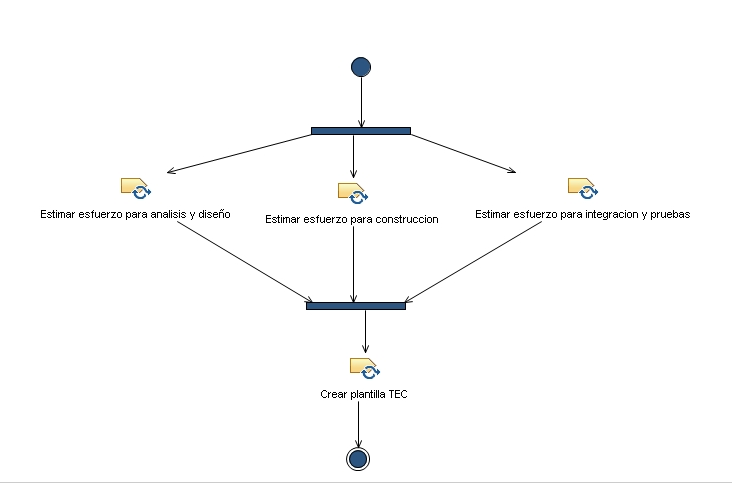 Estimar esfuerzo para analisis y diseño
Estimar esfuerzo para construccion
Estimar esfuerzo para integracion y pruebas
Crear plantilla TEC